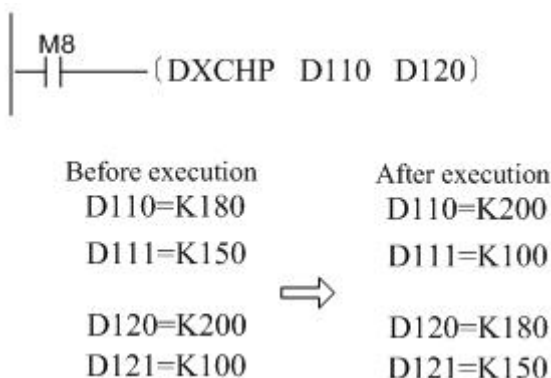 M8
(DXCHP D110 D120)
Before execution
D110=K180
D111=K150
D120=K200
D121=K100
After execution
D110=K200
D111=K100
D120=K180
D121=K150